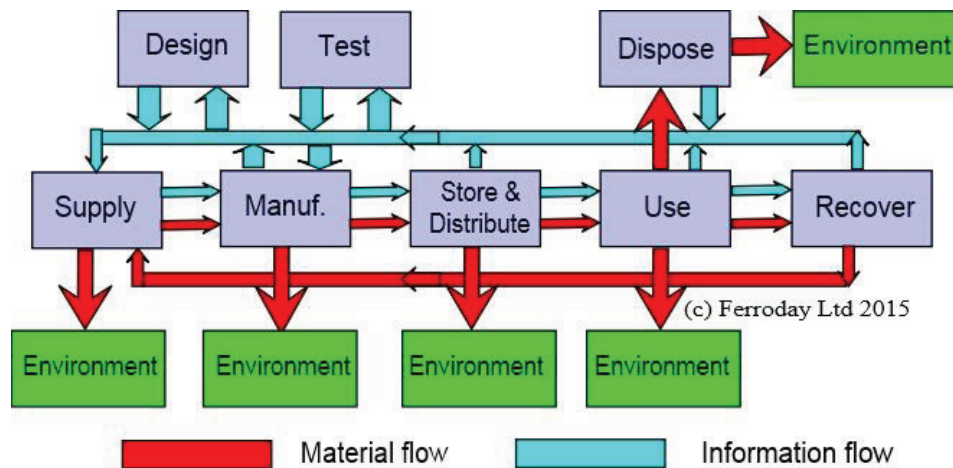 Design
Test
Dispose
Environment
Supply
Manuf.
Store &
Distribute
Use
Recover
(c) Ferroday Ltd 2015
Environment
Environment
Environment
Environment
Material flow
Information flow